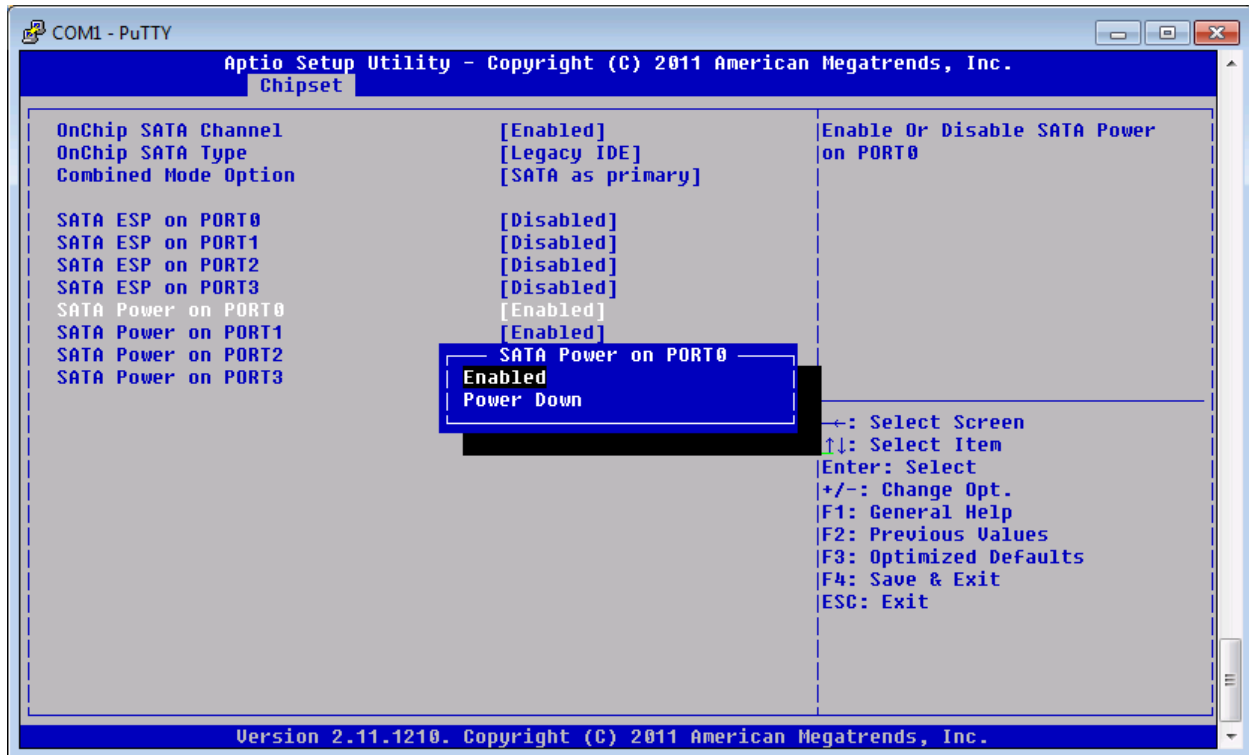 COM1 - PuTTY
Aptio Setup Utility - Copyright (C) 2011 American Megatrends, Inc.
Chipset
OnChip SATA Channel [Enabled] Enable Or Disable SATA Power
OnChip SATA Type [Legacy IDE] on PORT0
Combined Mode Option [SATA as primary]
SATA ESP on PORT0 [Disabled]
SATA ESP on PORT1 [Disabled]
SATA ESP on PORT2 [Disabled]
SATA ESP on PORT3 [Disabled]
SATA Power on PORT0 [Enabled]
SATA Power on PORT1 [Enabled]
SATA Power on PORT2
SATA Power on PORT3
SATA Power on PORT0
Enabled
Power Down
→←: Select Screen
↑↓: Select Item
Enter: Select
+/-: Change Opt.
F1: General Help
F2: Previous Values
F3: Optimized Defaults
F4: Save & Exit
ESC: Exit
Version 2.11.1210. Copyright (C) 2011 American Megatrends, Inc.